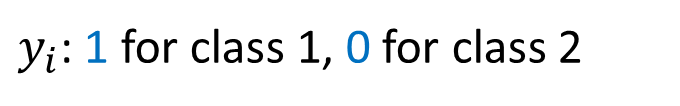 yᵢ: 1 for class 1, 0 for class 2